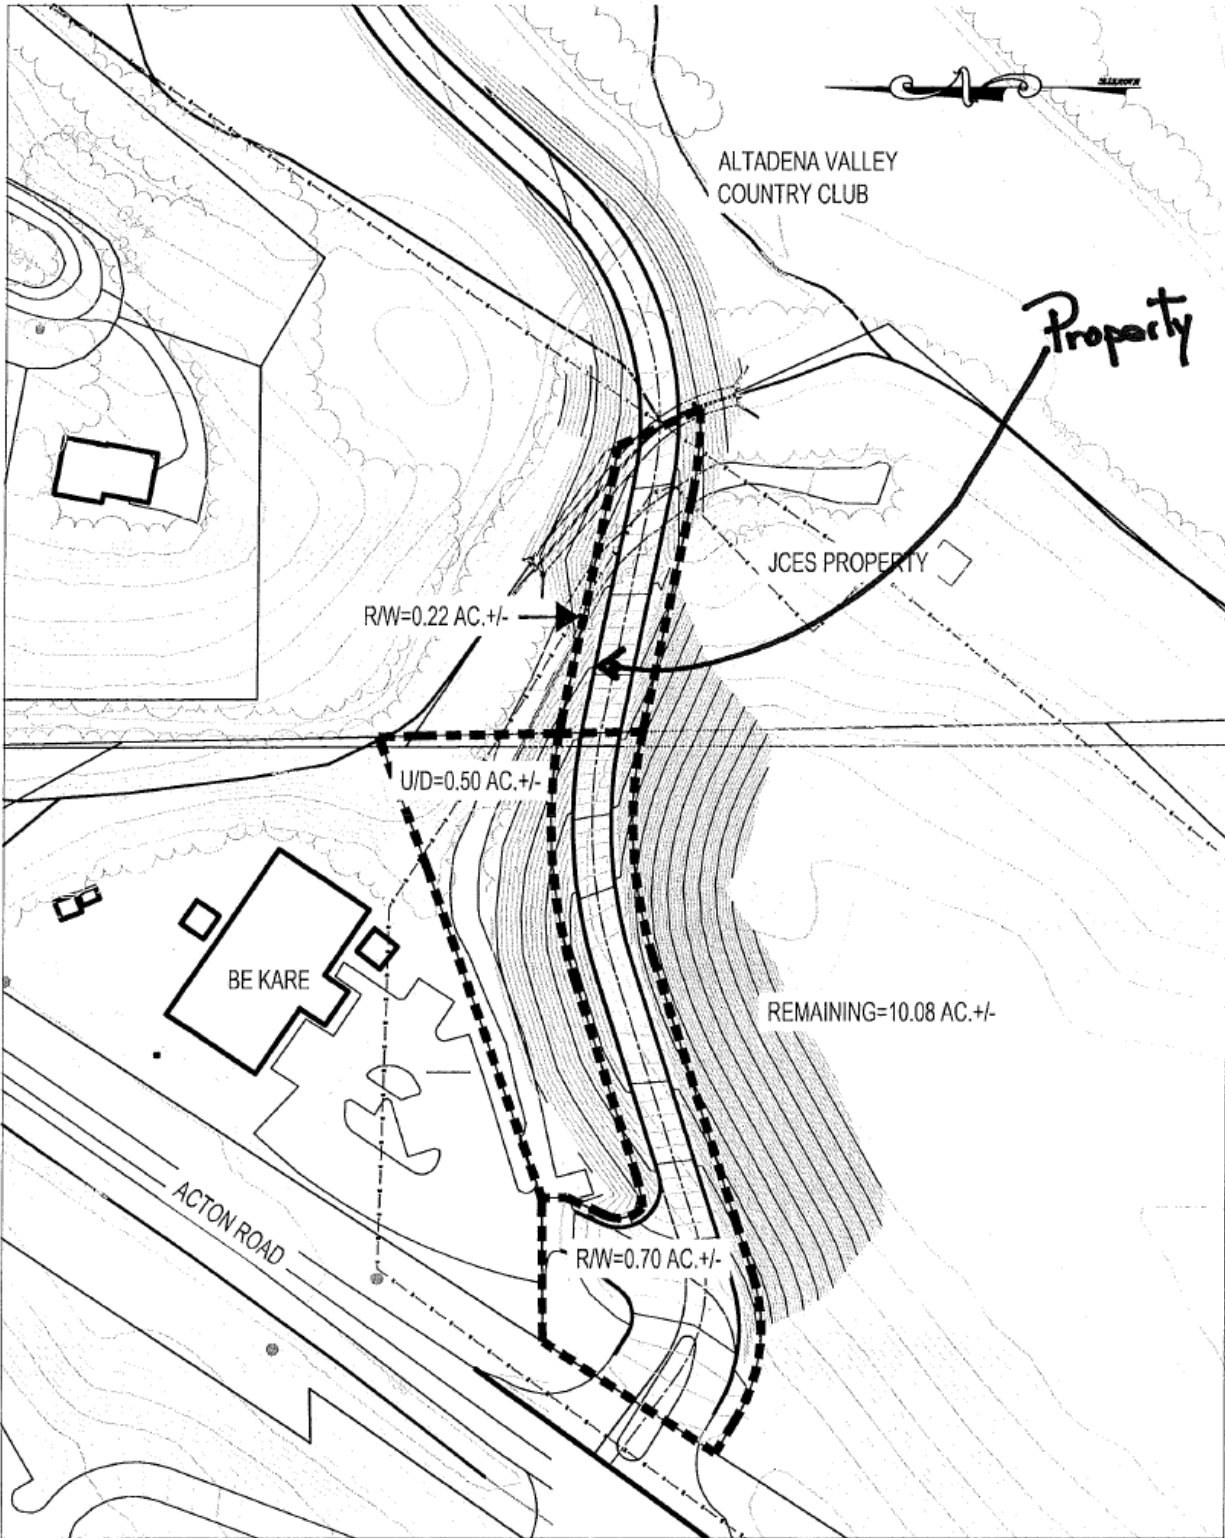 ALTADENA VALLEY
COUNTRY CLUB
Property
JCES PROPERTY
R/W=0.22 AC.+/-
U/D=0.50 AC.+/-
BE KARE
REMAINING=10.08 AC.+/-
ACTON ROAD
R/W=0.70 AC.+/-